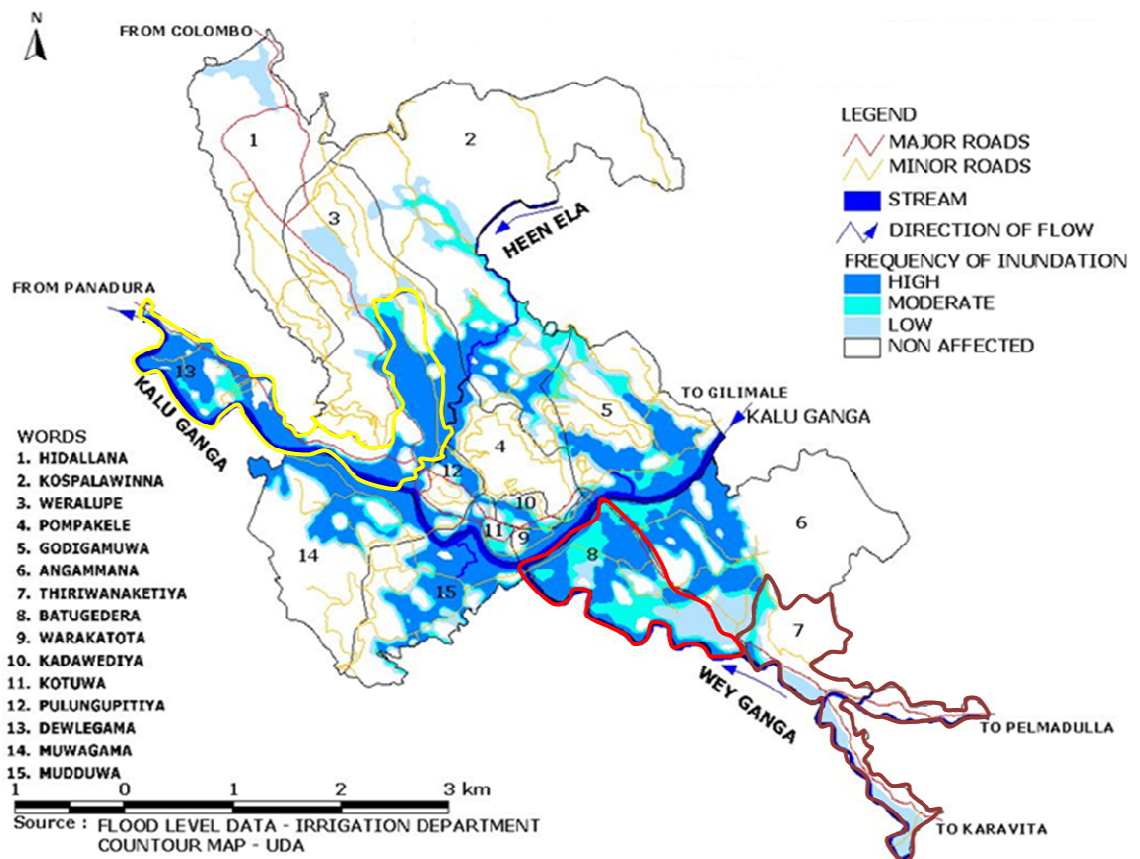 N
FROM COLOMBO
1
2
3
HEEN ELA
FROM PANADURA
13
KALU GANGA
TO GILIMALE
KALU GANGA
5
4
12
10
11
9
8
6
7
14
15
WEY GANGA
TO PELMADULLA
TO KARAVITA
LEGEND
MAJOR ROADS
MINOR ROADS
STREAM
DIRECTION OF FLOW
FREQUENCY OF INUNDATION
HIGH
MODERATE
LOW
NON AFFECTED
WORDS
1. HIDALLANA
2. KOSPALAWINNA
3. WERALUPE
4. POMPAKELE
5. GODIGAMUWA
6. ANGAMMANA
7. THIRIWANAKETIYA
8. BATUGEDERA
9. WARAKATOTA
10. KADAWEDIYA
11. KOTUWA
12. PULUNGUPITIYA
13. DEWLEGAMA
14. MUWAGAMA
15. MUDDUWA
1 0 1 2 3 km
Source : FLOOD LEVEL DATA - IRRIGATION DEPARTMENT
COUNTOUR MAP - UDA